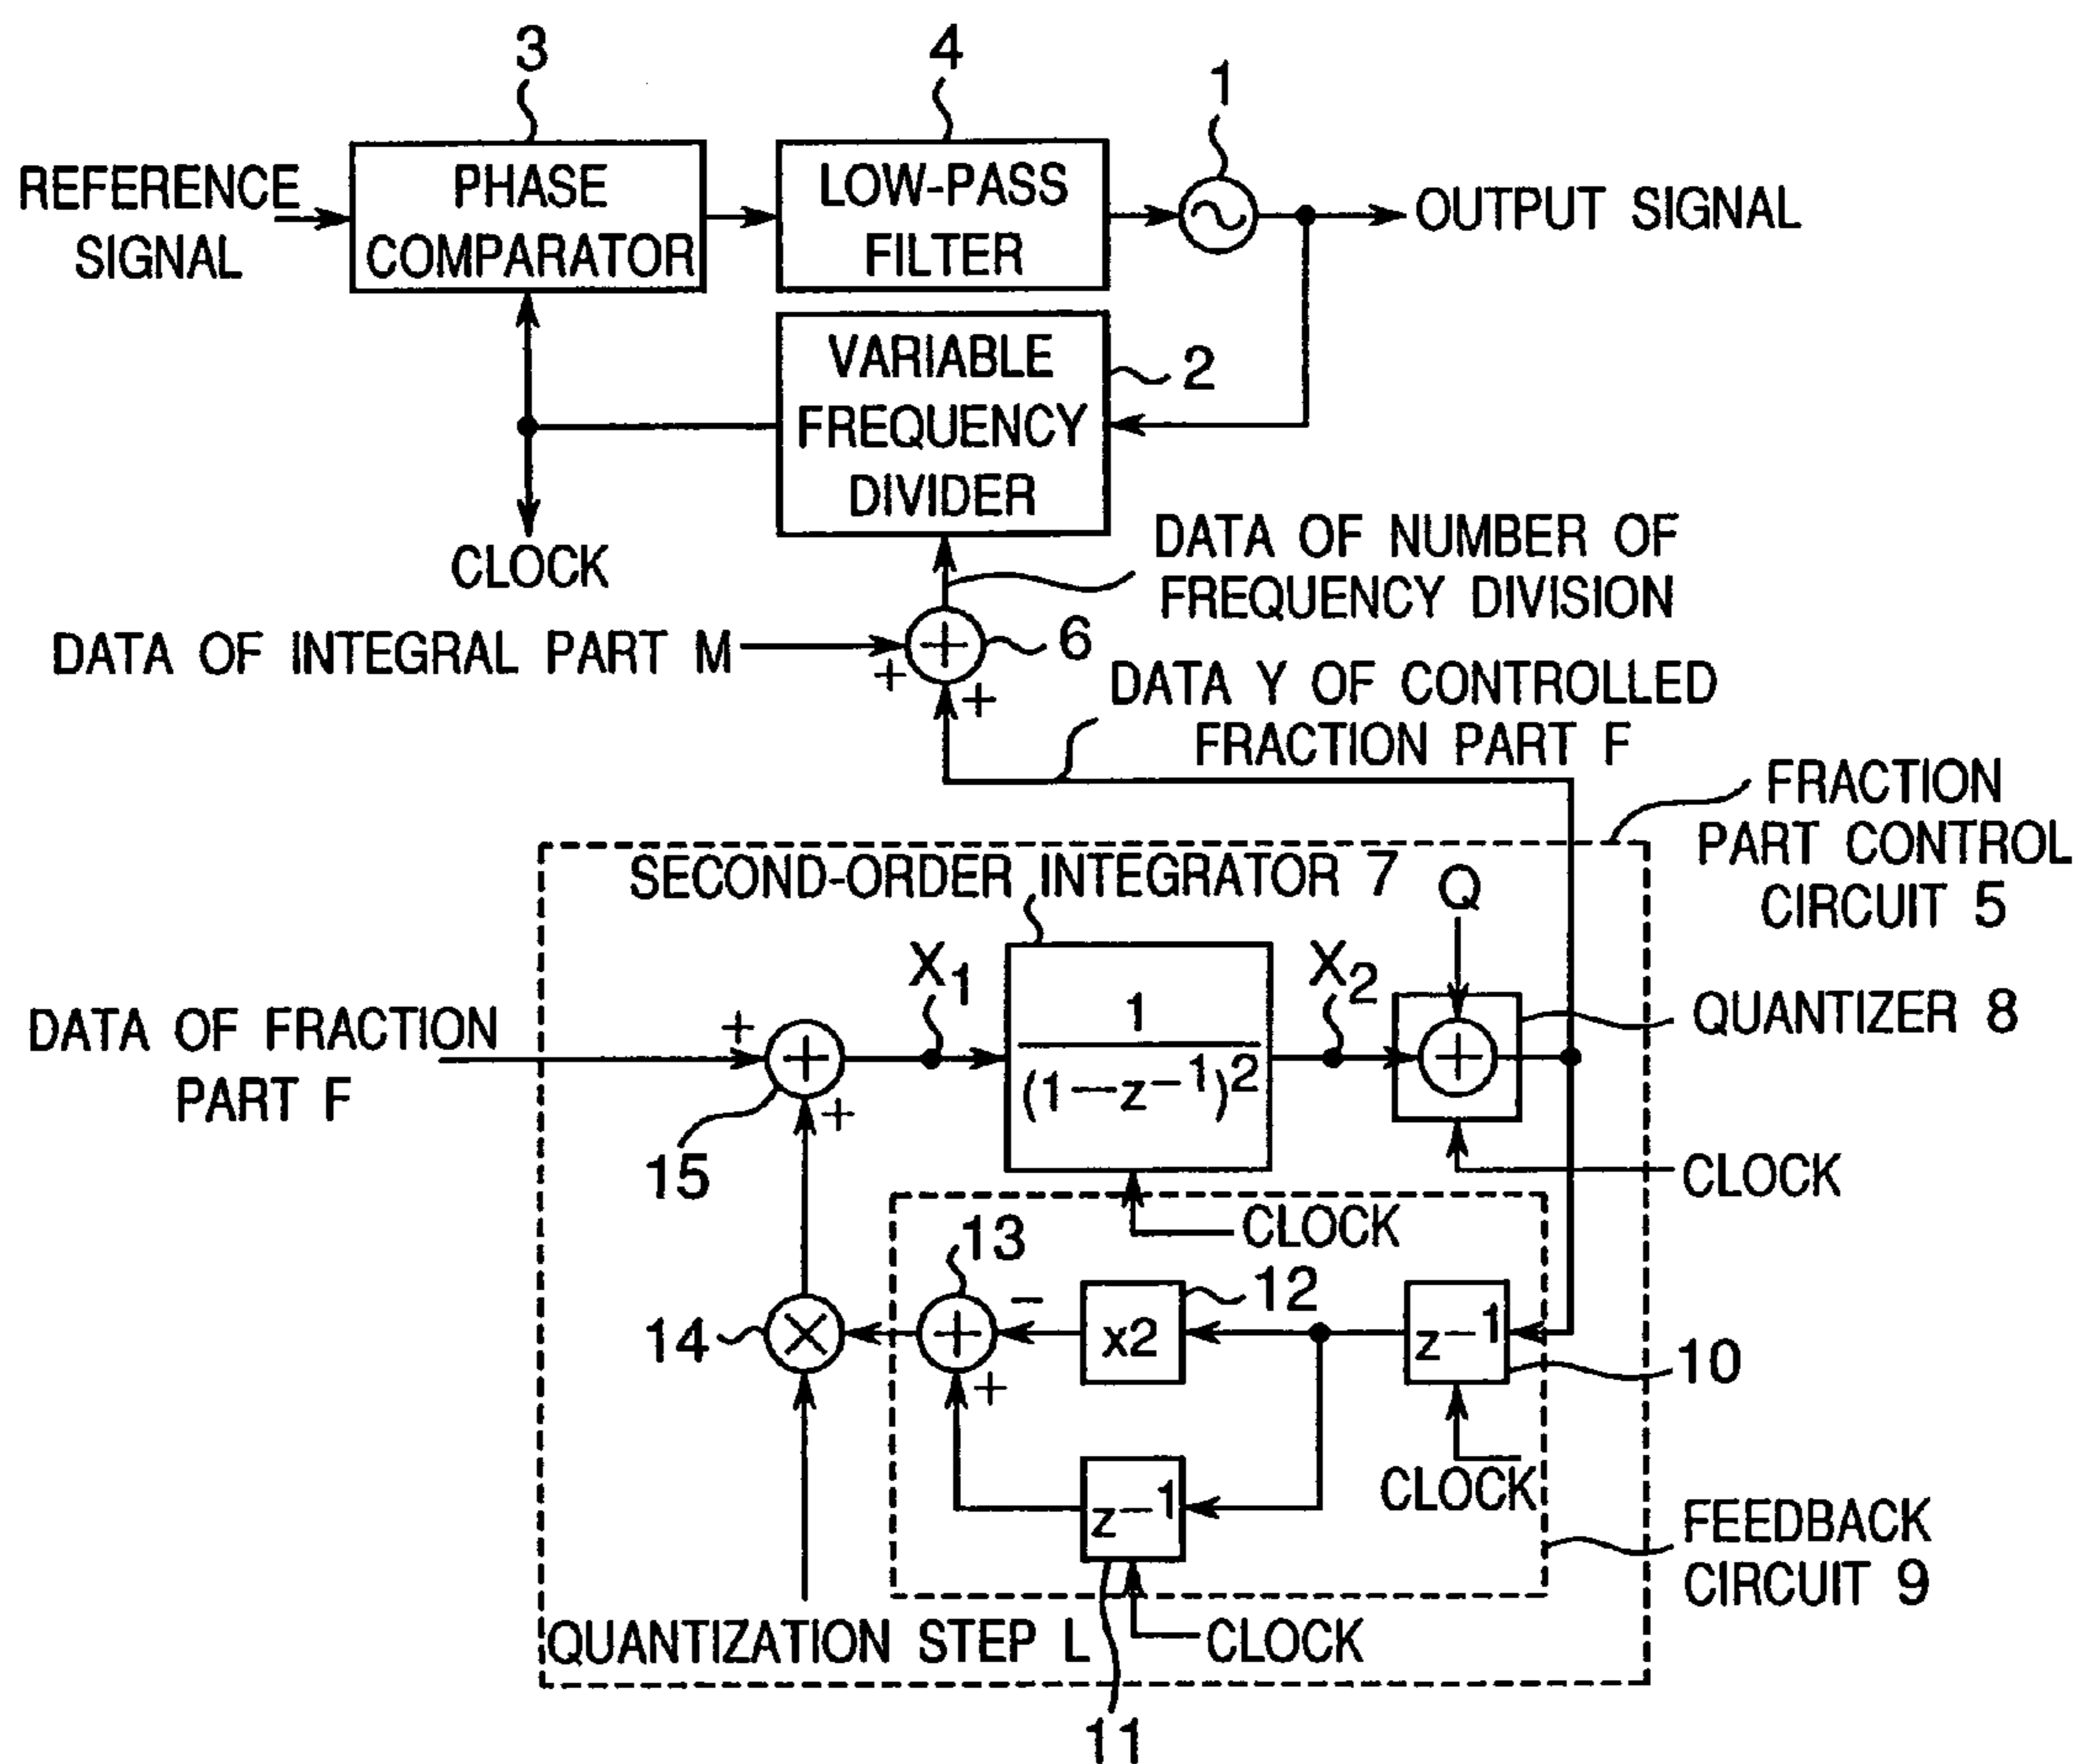 3
4
1
REFERENCE
SIGNAL
PHASE
COMPARATOR
LOW-PASS
FILTER
OUTPUT SIGNAL
VARIABLE
FREQUENCY
DIVIDER
2
CLOCK
DATA OF NUMBER OF
FREQUENCY DIVISION
DATA OF INTEGRAL PART M
+
+
+
6
DATA Y OF CONTROLLED
FRACTION PART F
FRACTION
PART CONTROL
CIRCUIT 5
SECOND-ORDER INTEGRATOR 7
Q
X1
X2
DATA OF FRACTION
PART F
+
+
+
15
1
(1−z−1)2
+
QUANTIZER 8
CLOCK
CLOCK
13
−
+
+
12
x2
14
×
z−1
10
CLOCK
z−1
FEEDBACK
CIRCUIT 9
QUANTIZATION STEP L
CLOCK
11